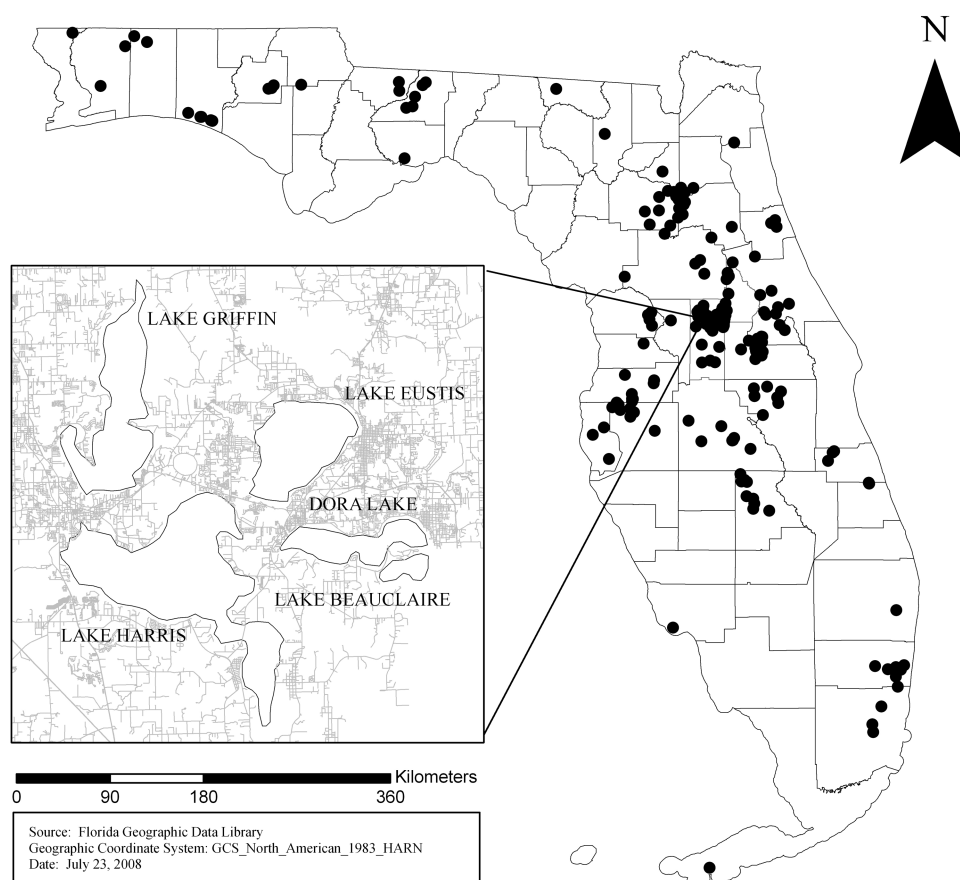 N
LAKE GRIFFIN
LAKE EUSTIS
DORA LAKE
LAKE BEAUCLAIRE
LAKE HARRIS
Kilometers
0 90 180 360
Source: Florida Geographic Data Library
Geographic Coordinate System: GCS_North_American_1983_HARN
Date: July 23, 2008